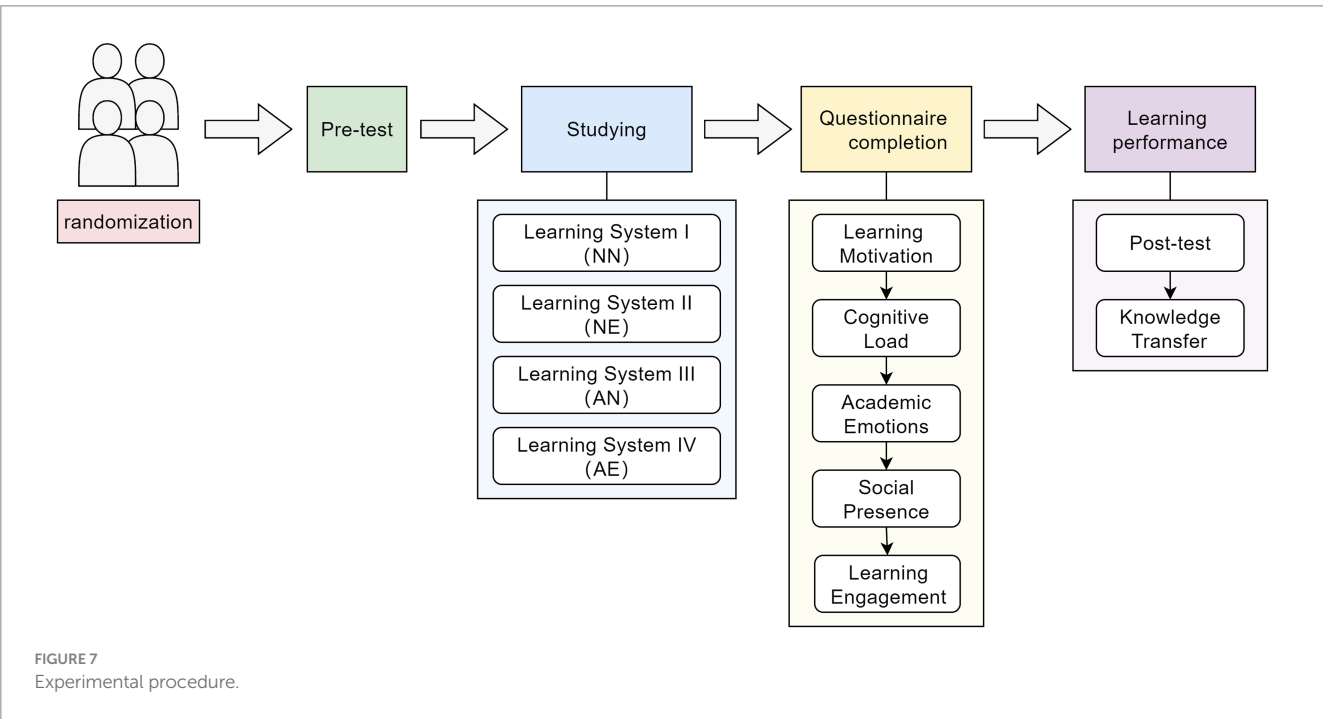 randomization
Pre-test
Studying
Learning System I
(NN)
Learning System II
(NE)
Learning System III
(AN)
Learning System IV
(AE)
Questionnaire
completion
Learning
Motivation
Cognitive
Load
Academic
Emotions
Social
Presence
Learning
Engagement
Learning
performance
Post-test
Knowledge
Transfer
FIGURE 7
Experimental procedure.